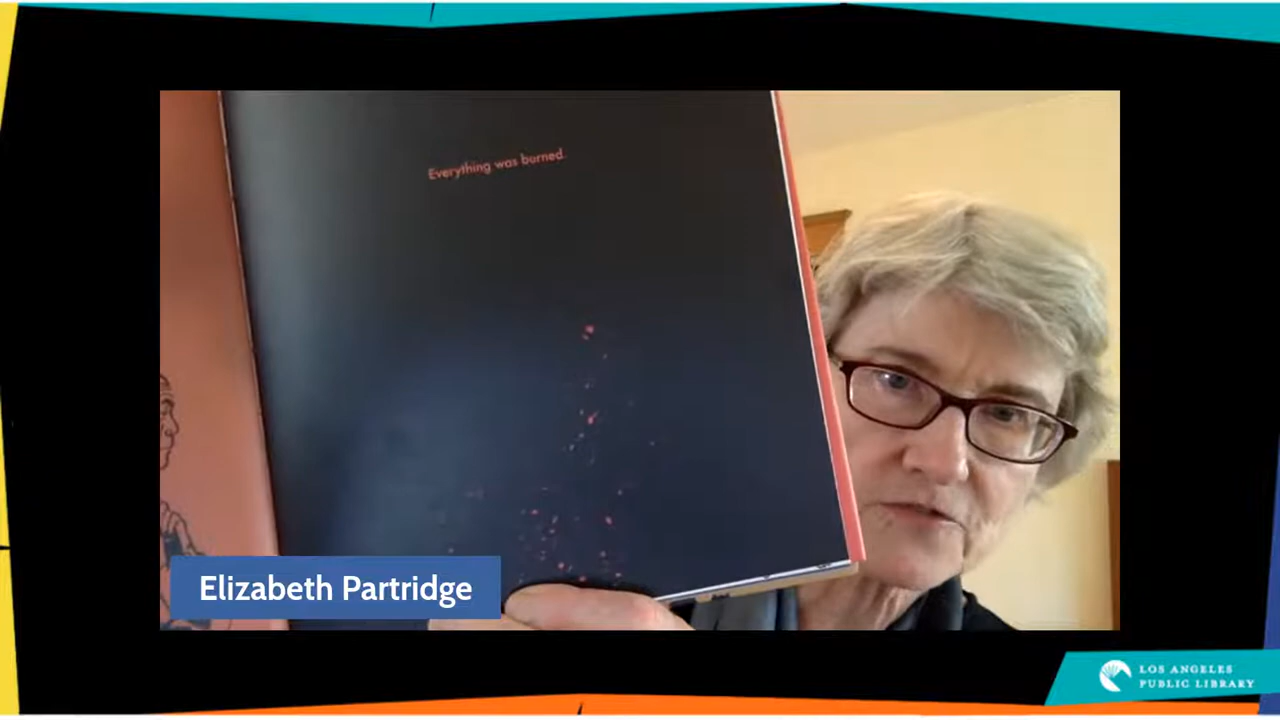 Everything was burned.
Elizabeth Partridge
LOS ANGELES
PUBLIC LIBRARY